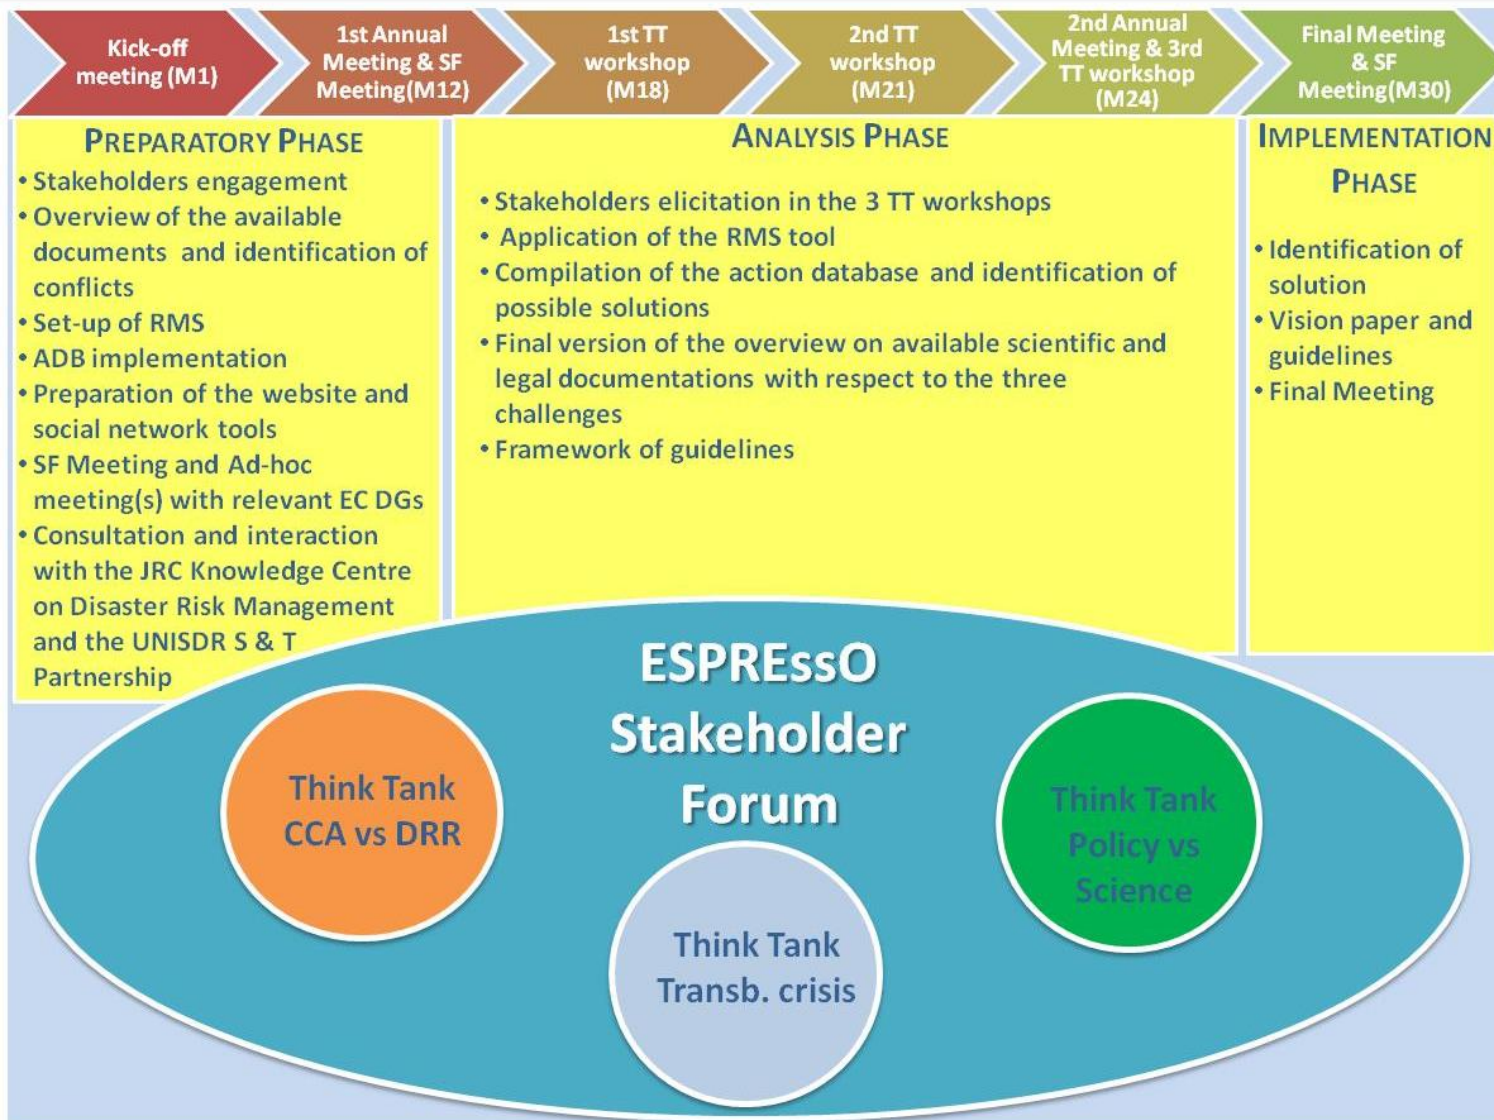 Kick-off
meeting (M1)
1st Annual
Meeting & SF
Meeting(M12)
1st TT
workshop
(M18)
2nd TT
workshop
(M21)
2nd Annual
Meeting & 3rd
TT workshop
(M24)
Final Meeting
& SF
Meeting(M30)
PREPARATORY PHASE
• Stakeholders engagement
• Overview of the available
documents and identification of
conflicts
• Set-up of RMS
• ADB implementation
• Preparation of the website and
social network tools
• SF Meeting and Ad-hoc
meeting(s) with relevant EC DGs
• Consultation and interaction
with the JRC Knowledge Centre
on Disaster Risk Management
and the UNISDR S & T
Partnership
ANALYSIS PHASE
• Stakeholders elicitation in the 3 TT workshops
• Application of the RMS tool
• Compilation of the action database and identification of
possible solutions
• Final version of the overview on available scientific and
legal documentations with respect to the three
challenges
• Framework of guidelines
IMPLEMENTATION
PHASE
• Identification of
solution
• Vision paper and
guidelines
• Final Meeting
ESPREssO
Stakeholder
Forum
Think Tank
CCA vs DRR
Think Tank
Transb. crisis
Think Tank
Policy vs
Science